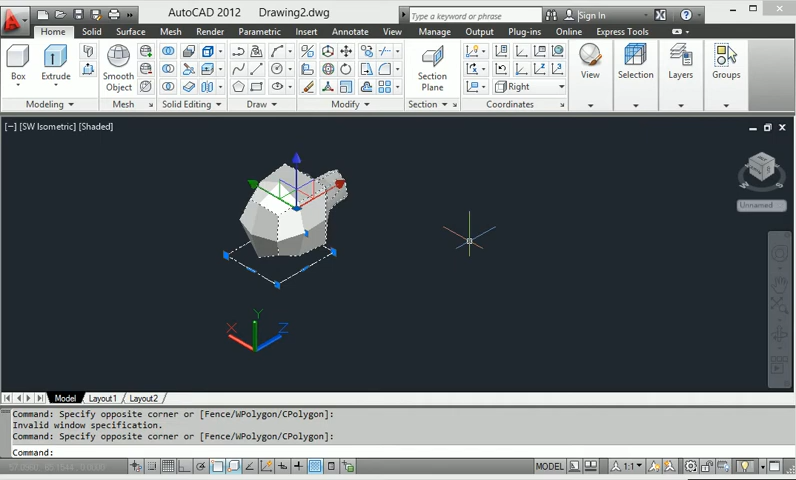 AutoCAD 2012 Drawing2.dwg
Type a keyword or phrase
Sign In
Home Solid Surface Mesh Render Parametric Insert Annotate View Manage Output Plug-ins Online Express Tools
Box
Extrude
Smooth
Object
Section
Plane
Right
View
Selection
Layers
Groups
Modeling Mesh Solid Editing Draw Modify Section Coordinates
[–] [SW Isometric] [Shaded]
W
S
Unnamed
Y
X
Z
Model Layout1 Layout2
Command: Specify opposite corner or [Fence/WPolygon/CPolygon]:
Invalid window specification.
Command: Specify opposite corner or [Fence/WPolygon/CPolygon]:
Command:
MODEL
1:1